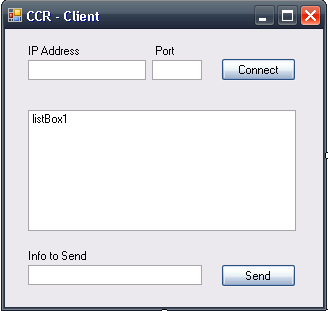 CCR - Client
IP Address Port
Connect
listBox1
Info to Send
Send